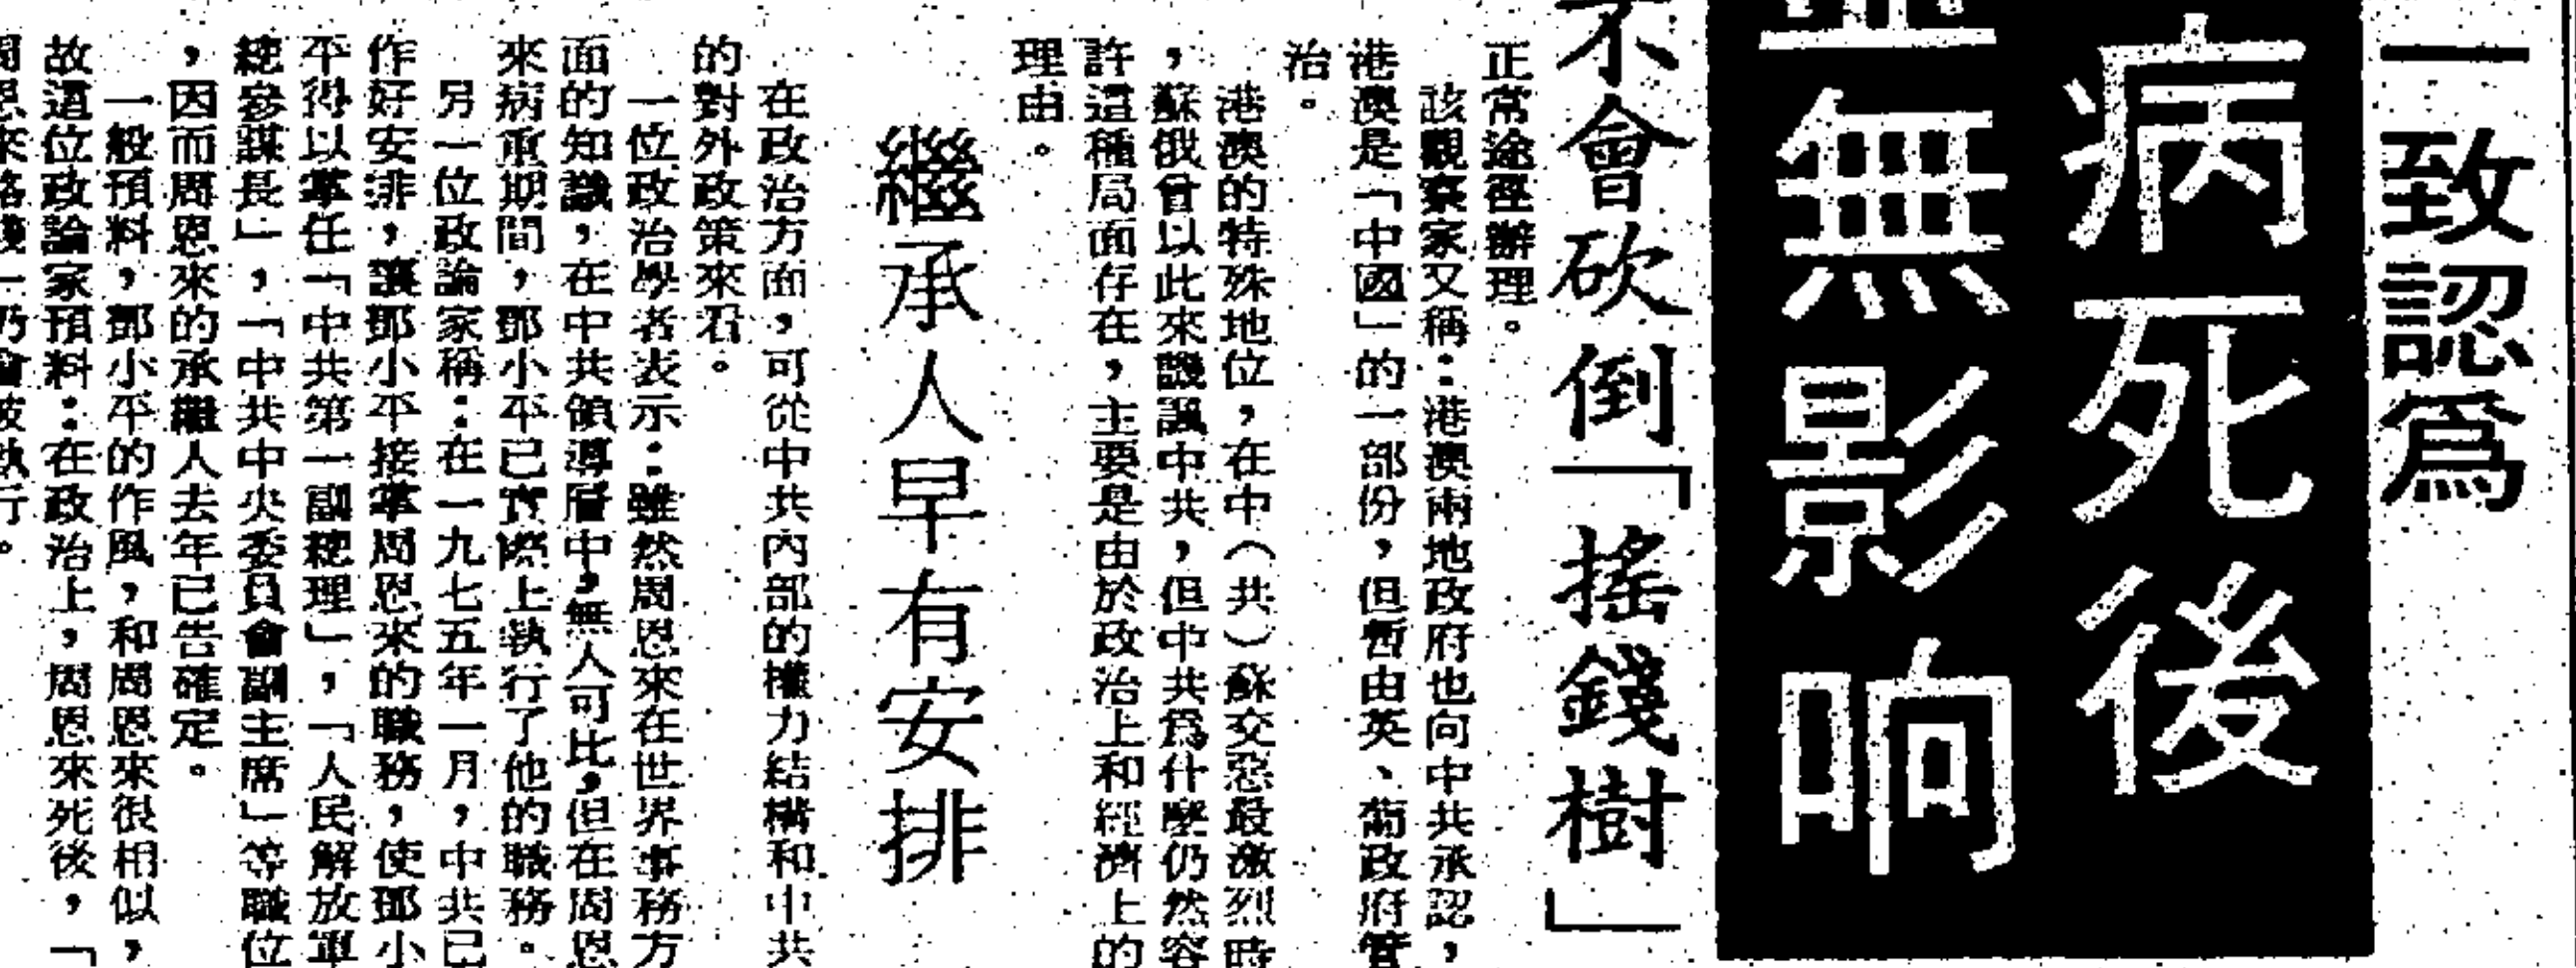 一致認爲
病死後
無影响
不會砍倒「搖錢樹」
正常途徑辦理。
該觀察家又稱：港澳兩地政府也向中共承認，
港澳是「中國」的一部份，但暫由英、葡政府管
治。
港澳的特殊地位，在中（共）蘇交惡最激烈時
，蘇俄曾以此來譏諷中共，但中共爲什麽仍然容
許這種局面存在，主要是由於政治上和經濟上的
理由。
繼承人早有安排
在政治方面，可從中共內部的權力結構和中共
的對外政策來看。
一位政治學者表示：雖然周恩來在世界事務方
面的知識，在中共領導層中，無人可比，但在周恩
來病重期間，鄧小平已實際上執行了他的職務。
另一位政論家稱：在一九七五年一月，中共已
作好安排，讓鄧小平接掌周恩來的職務，使鄧小
平得以掌任「中共第一副總理」，「人民解放軍
總參謀長」，「中共中央委員會副主席」等職位
，因而周恩來的承繼人去年已告確定。
一般預料，鄧小平的作風，和周恩來很相似，
故這位政論家預料：在政治上，周恩來死後，「
周恩來路綫」仍會被執行。